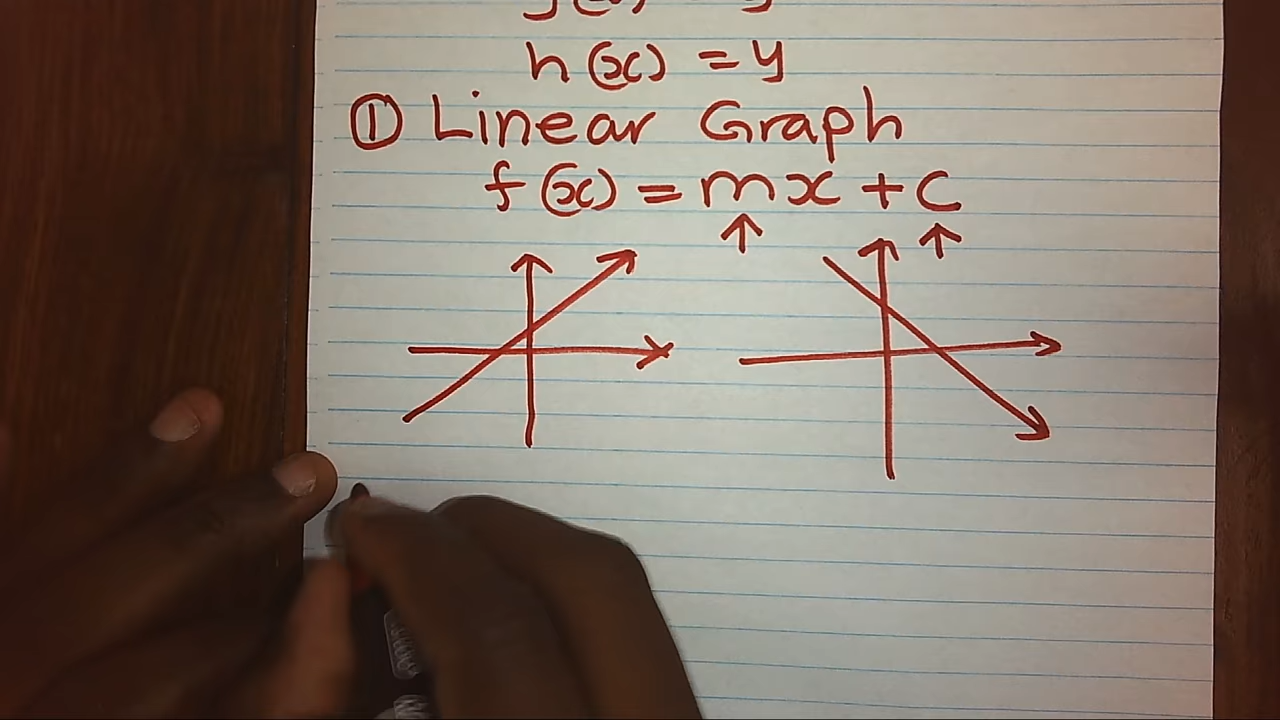 h(x) = y
① Linear Graph
f(x) = mx + c